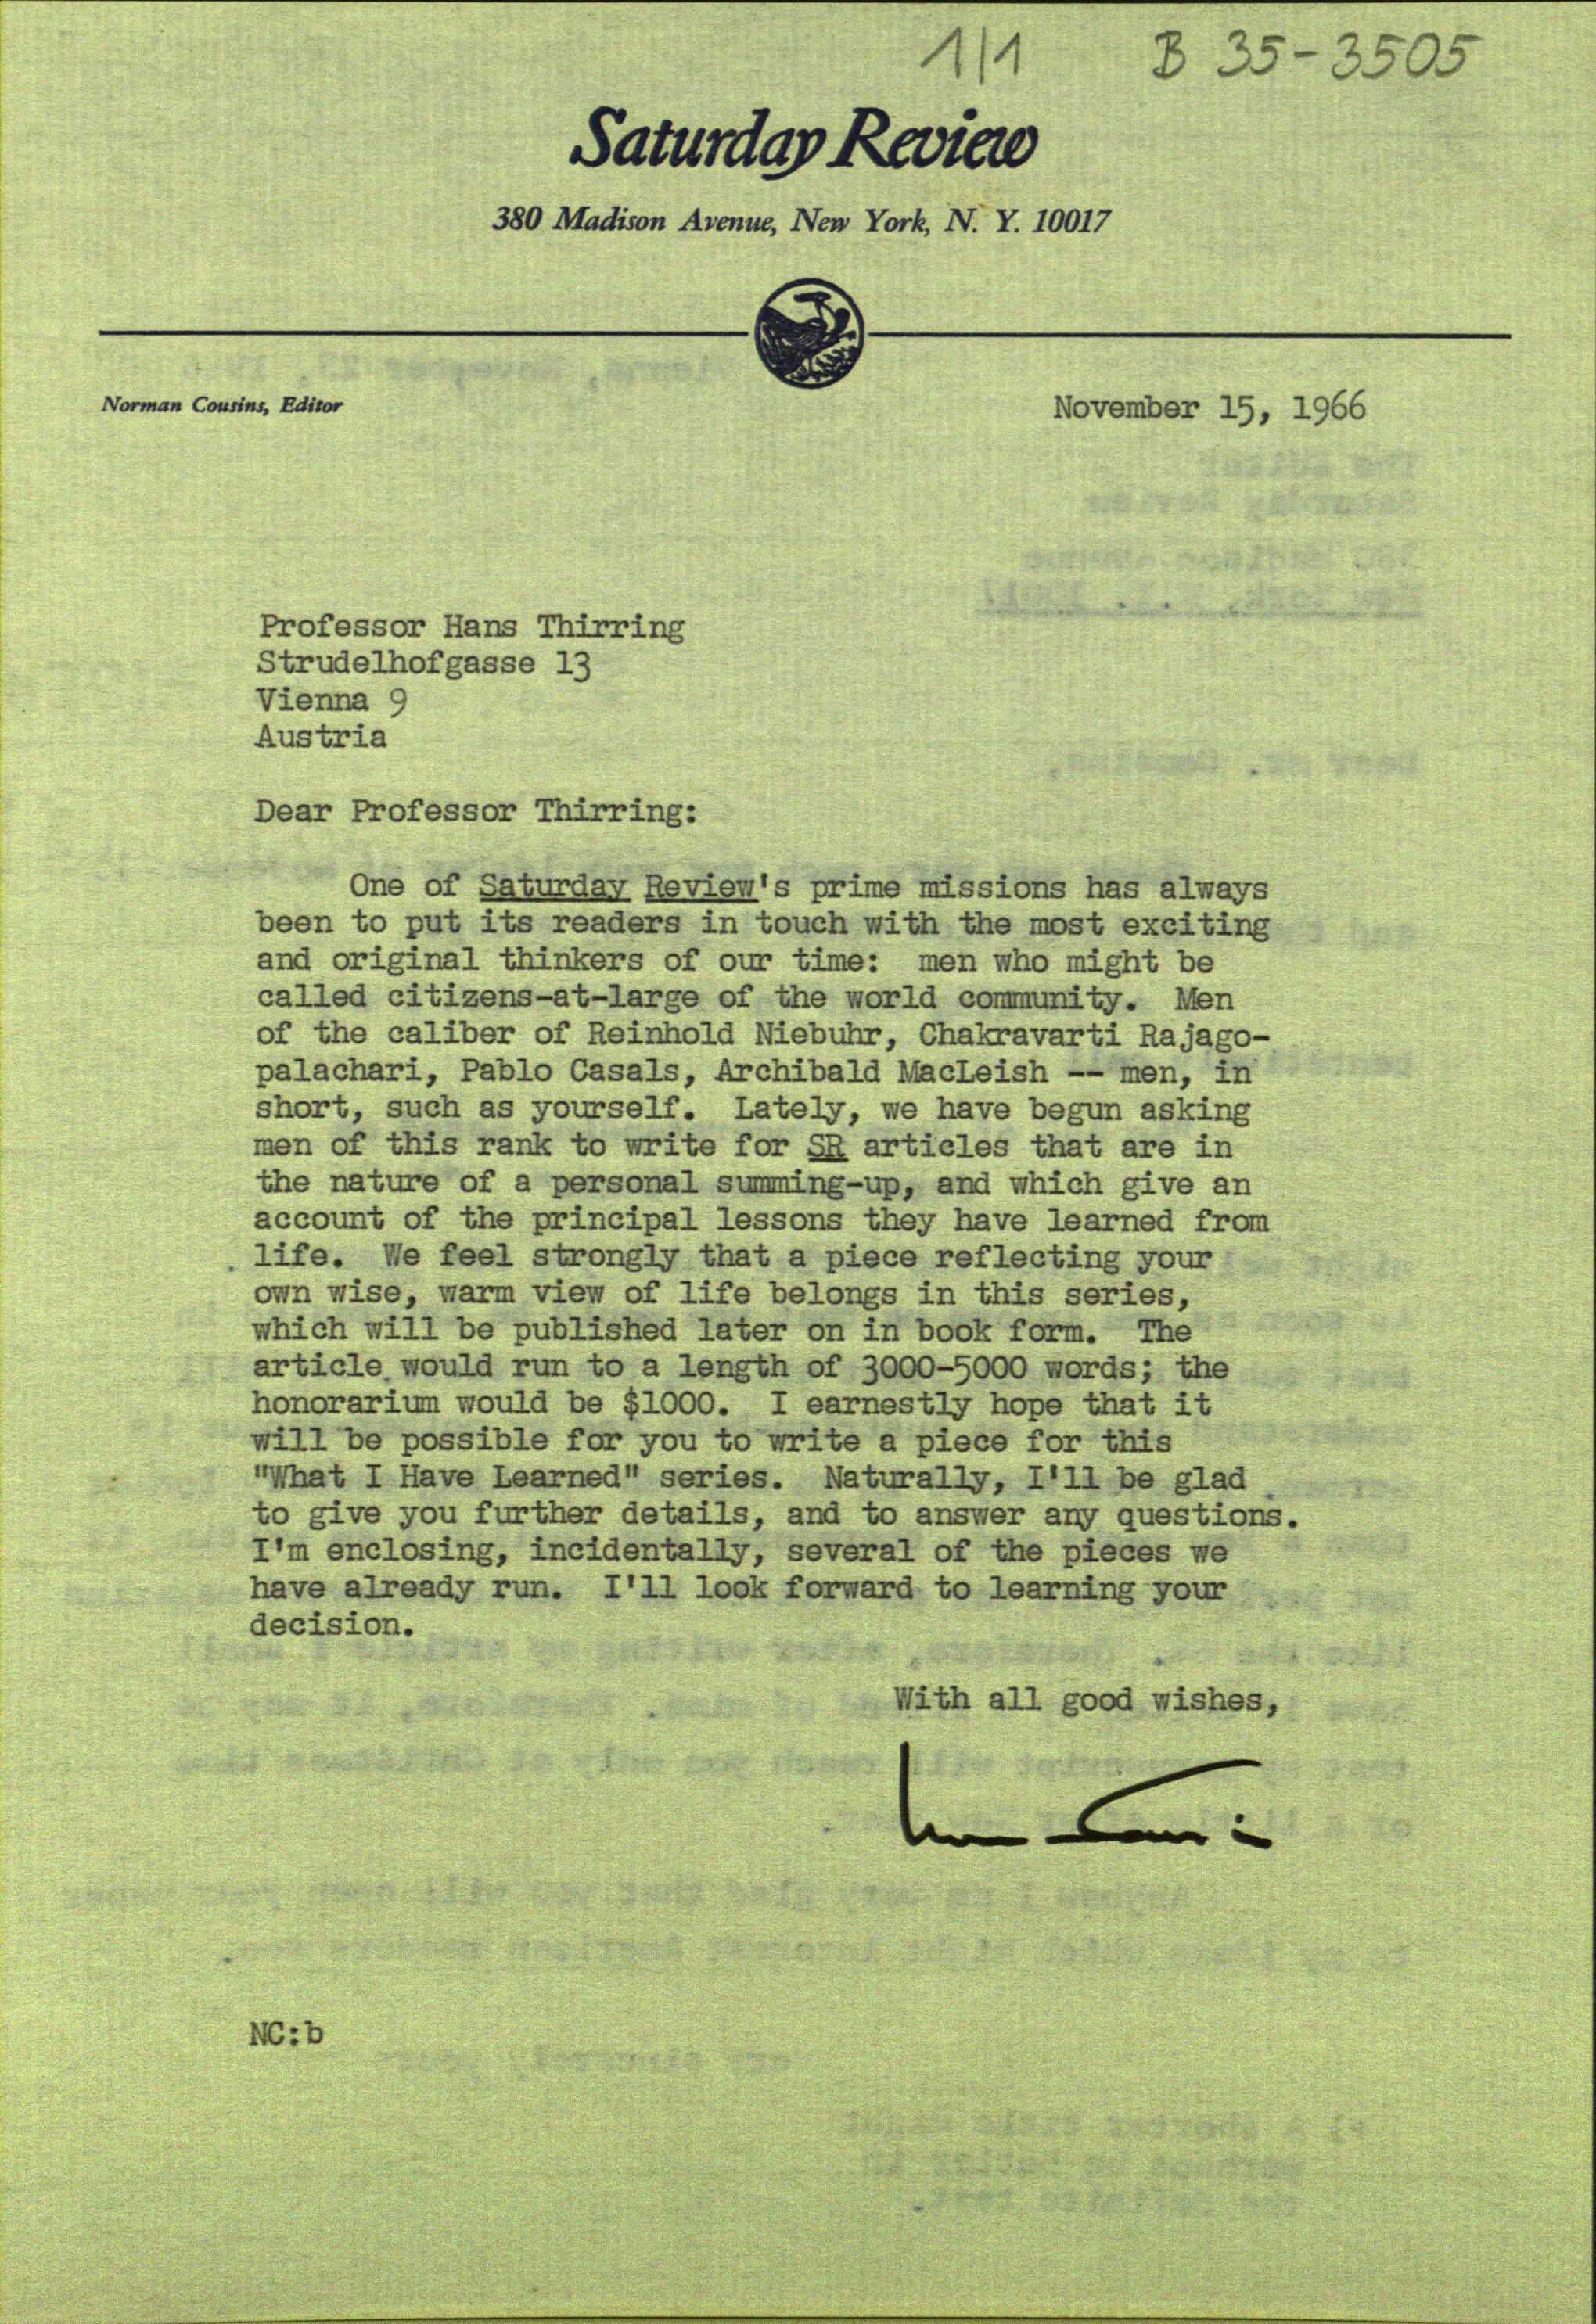 1/1 B 35-3505
Saturday Review
380 Madison Avenue, New York, N. Y. 10017
Norman Cousins, Editor
November 15, 1966
Professor Hans Thirring
Strudelhofgasse 13
Vienna 9
Austria
Dear Professor Thirring:
One of Saturday Review's prime missions has always
been to put its readers in touch with the most exciting
and original thinkers of our time: men who might be
called citizens-at-large of the world community. Men
of the caliber of Reinhold Niebuhr, Chakravarti Rajago-
palachari, Pablo Casals, Archibald MacLeish -- men, in
short, such as yourself. Lately, we have begun asking
men of this rank to write for SR articles that are in
the nature of a personal summing-up, and which give an
account of the principal lessons they have learned from
life. We feel strongly that a piece reflecting your
own wise, warm view of life belongs in this series,
which will be published later on in book form. The
article would run to a length of 3000-5000 words; the
honorarium would be $1000. I earnestly hope that it
will be possible for you to write a piece for this
"What I Have Learned" series. Naturally, I'll be glad
to give you further details, and to answer any questions.
I'm enclosing, incidentally, several of the pieces we
have already run. I'll look forward to learning your
decision.
With all good wishes,
NC:b